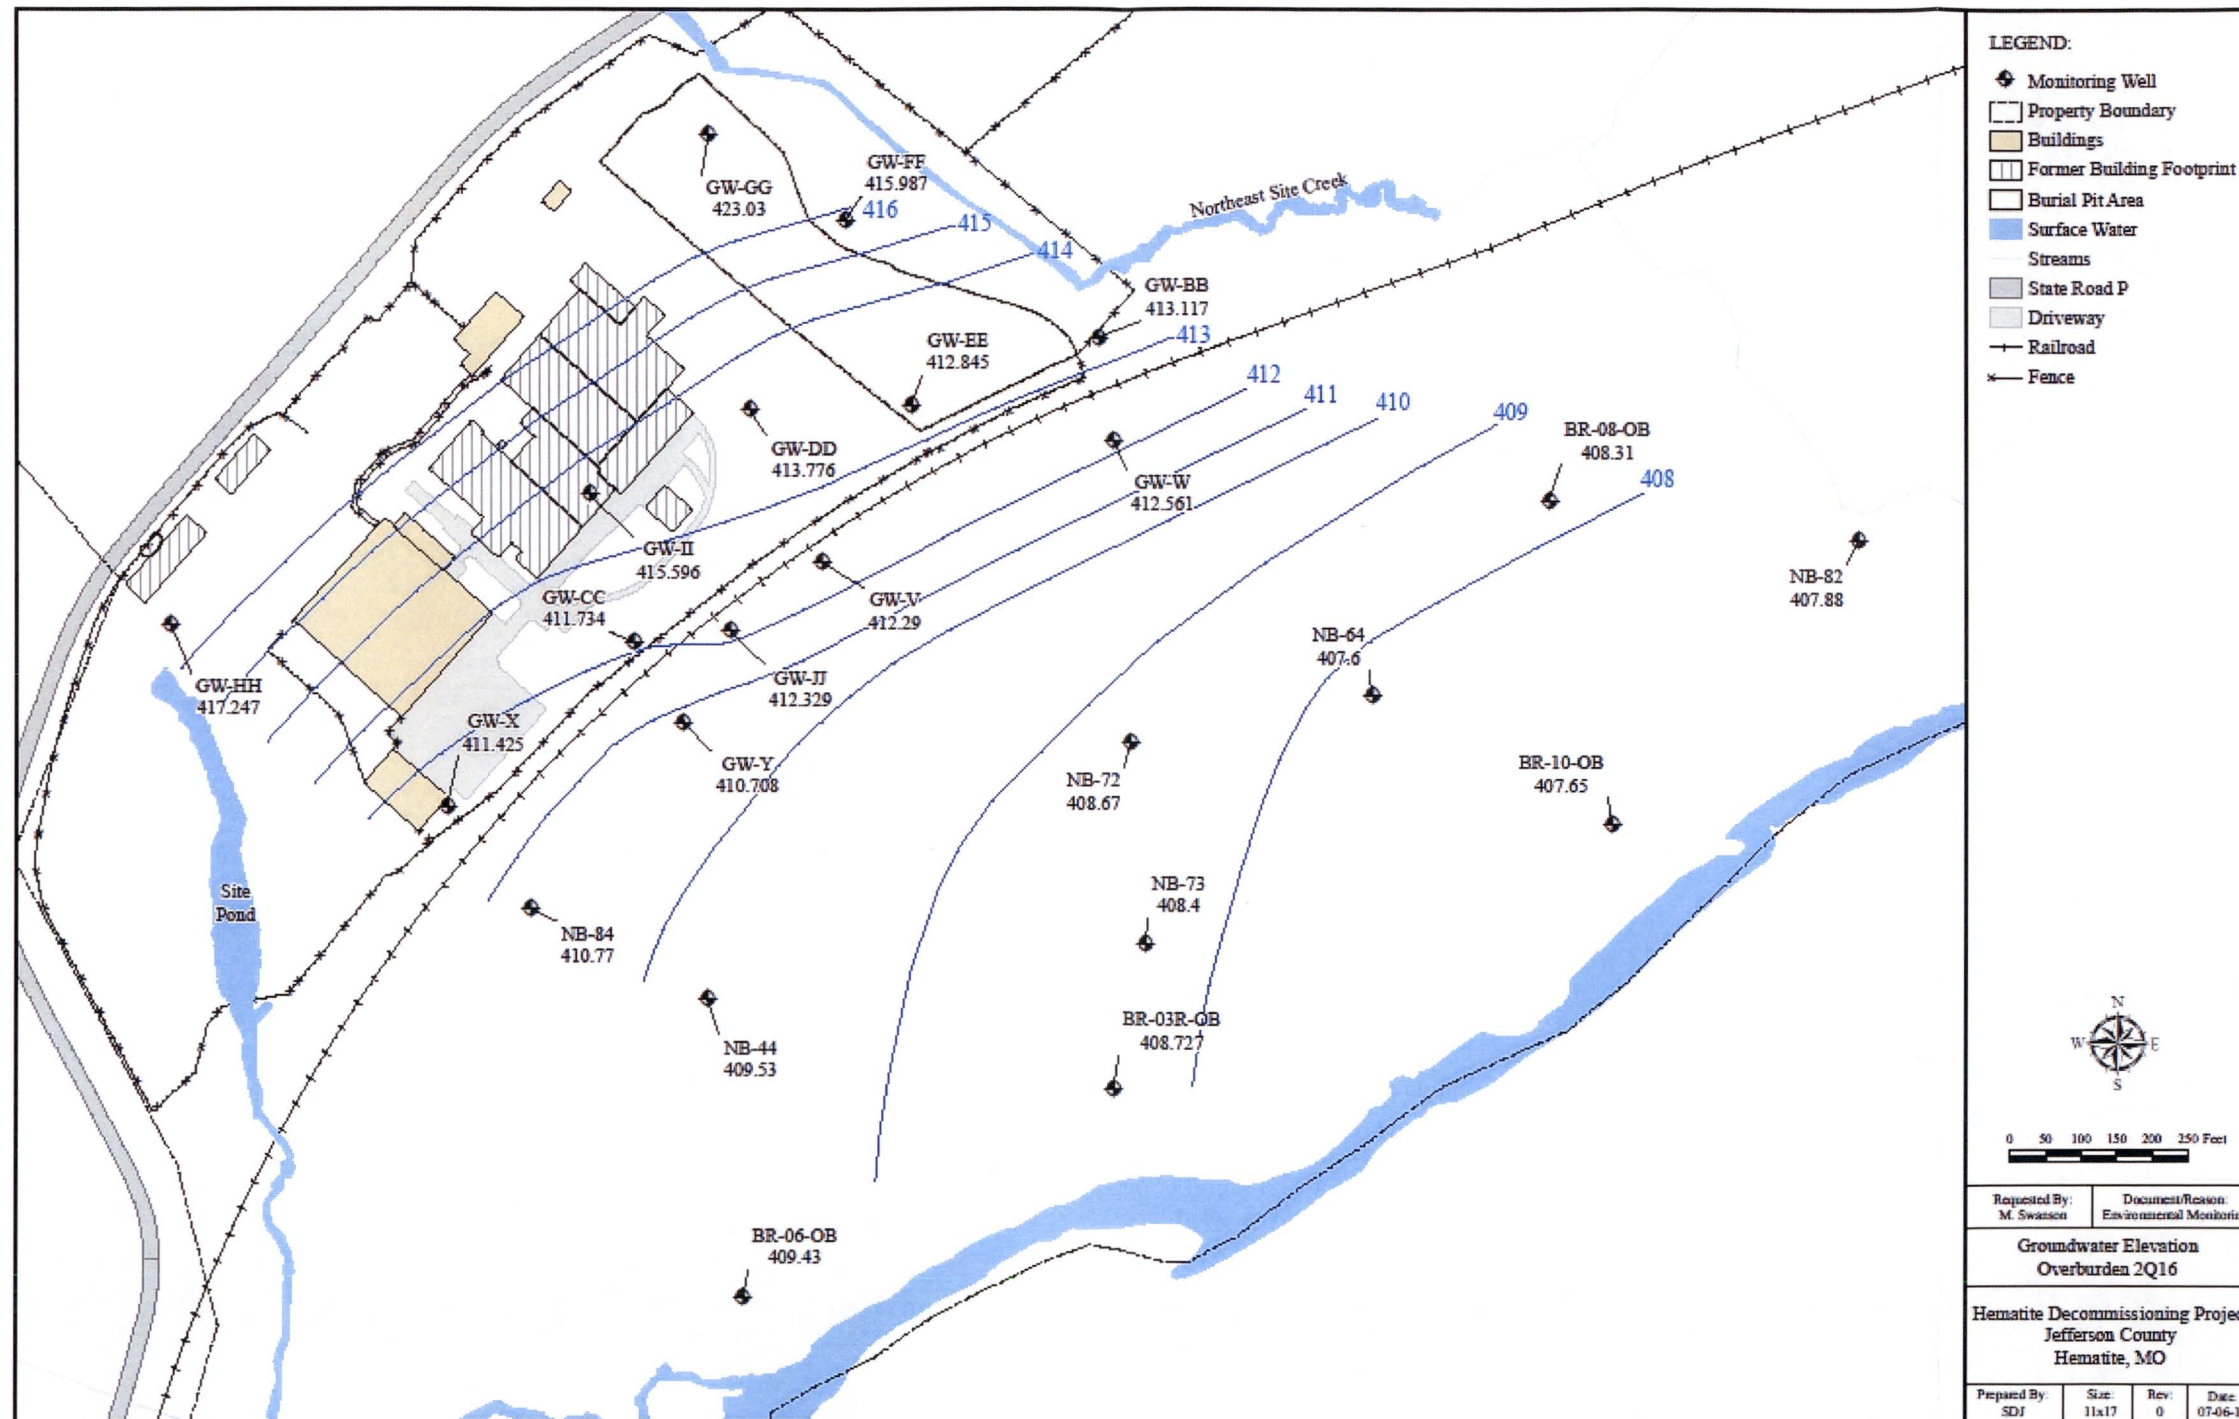 GW-GG
423.03
GW-FF
415.987
416
415
414
Northeast Site Creek
GW-BB
413.117
413
GW-EE
412.845
412
411
410
409
BR-08-OB
408.31
408
GW-DD
413.776
GW-W
412.561
GW-II
415.596
GW-CC
411.734
GW-V
412.29
NB-82
407.88
NB-64
407.6
GW-HH
417.247
GW-JJ
412.329
GW-X
411.425
GW-Y
410.708
NB-72
408.67
BR-10-OB
407.65
Site
Pond
NB-84
410.77
NB-73
408.4
NB-44
409.53
BR-03R-OB
408.727
BR-06-OB
409.43
LEGEND:
Monitoring Well
Property Boundary
Buildings
Former Building Footprint
Burial Pit Area
Surface Water
Streams
State Road P
Driveway
Railroad
Fence
N
W E
S
0 50 100 150 200 250 Feet
Requested By:
M. Swanson
Document/Reason:
Environmental Monitorin
Groundwater Elevation
Overburden 2Q16
Hematite Decommissioning Projec
Jefferson County
Hematite, MO
Prepared By:
SDJ
Size:
11x17
Rev:
0
Date
07-06-